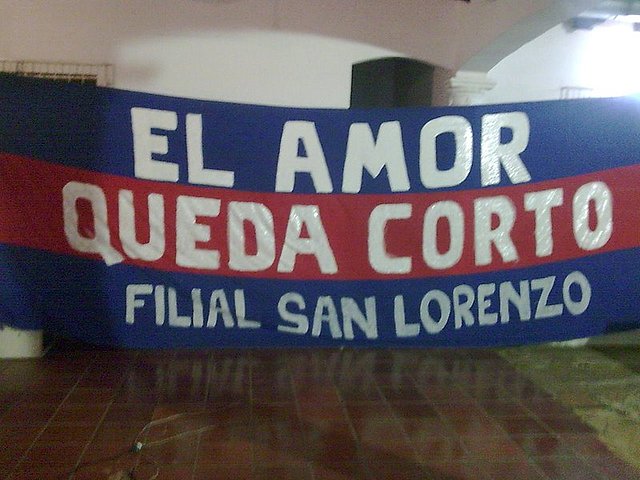 EL AMOR
QUEDA CORTO
FILIAL SAN LORENZO